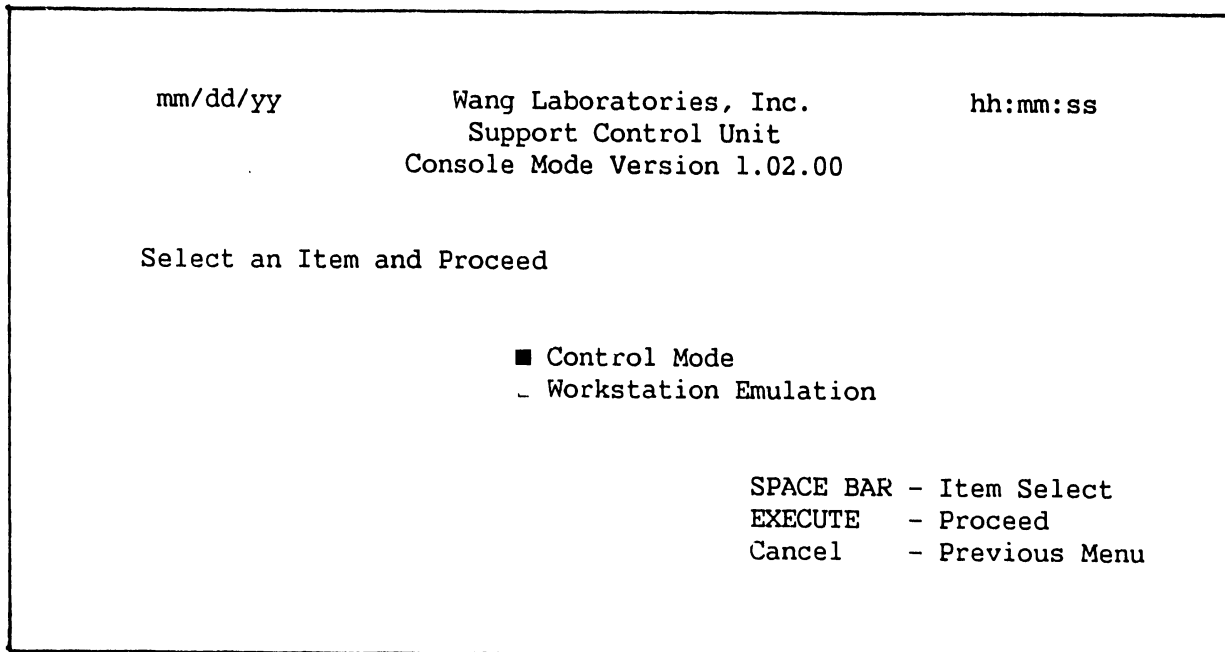 mm/dd/yy Wang Laboratories, Inc. hh:mm:ss
Support Control Unit
Console Mode Version 1.02.00
Select an Item and Proceed
■ Control Mode
_ Workstation Emulation
SPACE BAR - Item Select
EXECUTE - Proceed
Cancel - Previous Menu